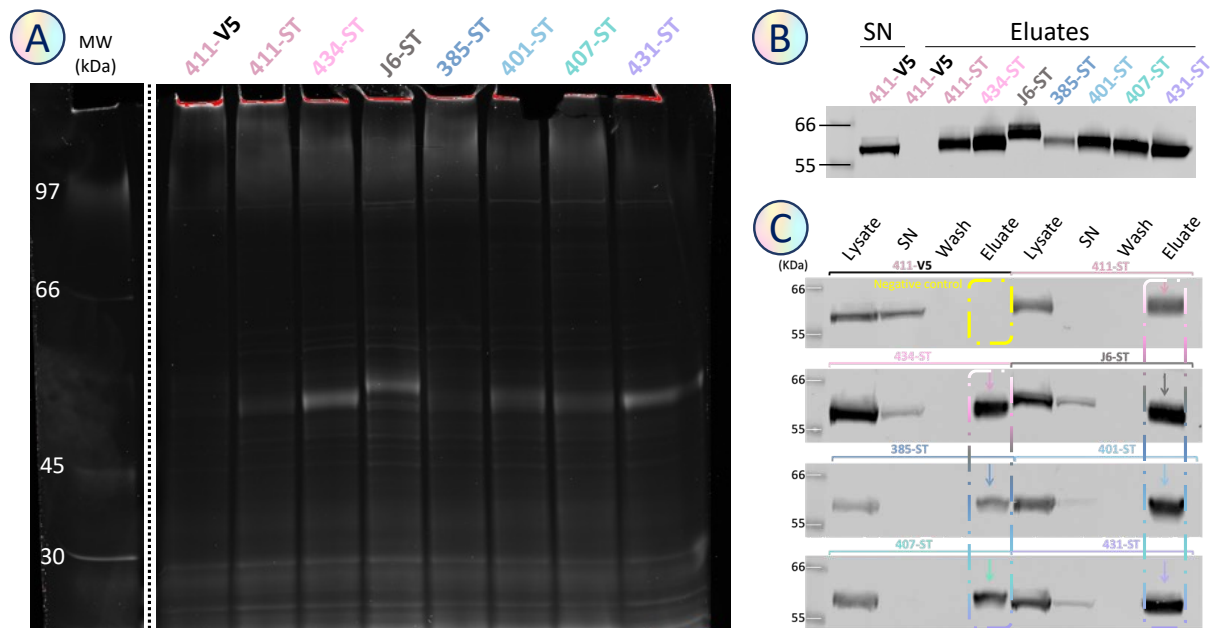 A
MW
(kDa)
411-V5
411-ST
434-ST
J6-ST
385-ST
401-ST
407-ST
431-ST
97
66
45
30
B
SN
Eluates
411-V5
411-V5
411-ST
434-ST
J6-ST
385-ST
401-ST
407-ST
431-ST
66
55
C
Lysate
SN
Wash
Eluate
Lysate
SN
Wash
Eluate
(KDa)
411-V5
411-ST
Negative control
66
55
434-ST
J6-ST
66
55
385-ST
401-ST
66
55
407-ST
431-ST
66
55